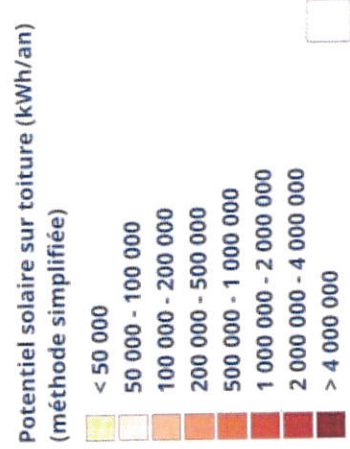 Potentiel solaire sur toiture (kWh/an)
(méthode simplifiée)
< 50 000
50 000 - 100 000
100 000 - 200 000
200 000 - 500 000
500 000 - 1 000 000
1 000 000 - 2 000 000
2 000 000 - 4 000 000
> 4 000 000